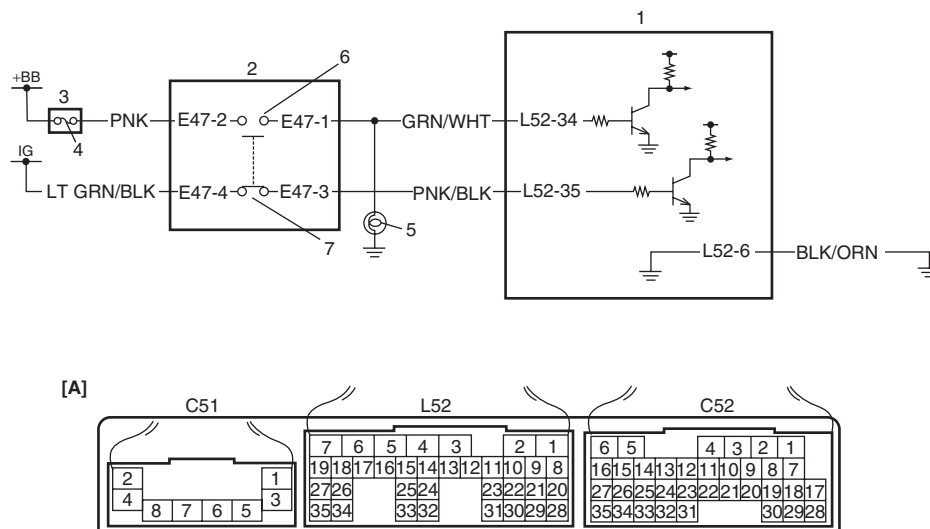 1
2
6
+BB
3
PNK E47-2 E47-1 GRN/WHT L52-34
4
IG
LT GRN/BLK E47-4 E47-3 PNK/BLK L52-35
5
7
L52-6 BLK/ORN
[A]
C51 L52 C52
7 6 5 4 3 2 1
6 5 4 3 2 1
2 1
19 18 17 16 15 14 13 12 11 10 9 8
16 15 14 13 12 11 10 9 8 7
4 3
27 26 25 24 23 22 21 20
27 26 25 24 23 22 21 20 19 18 17
8 7 6 5
35 34 33 32 31 30 29 28
35 34 33 32 31 30 29 28